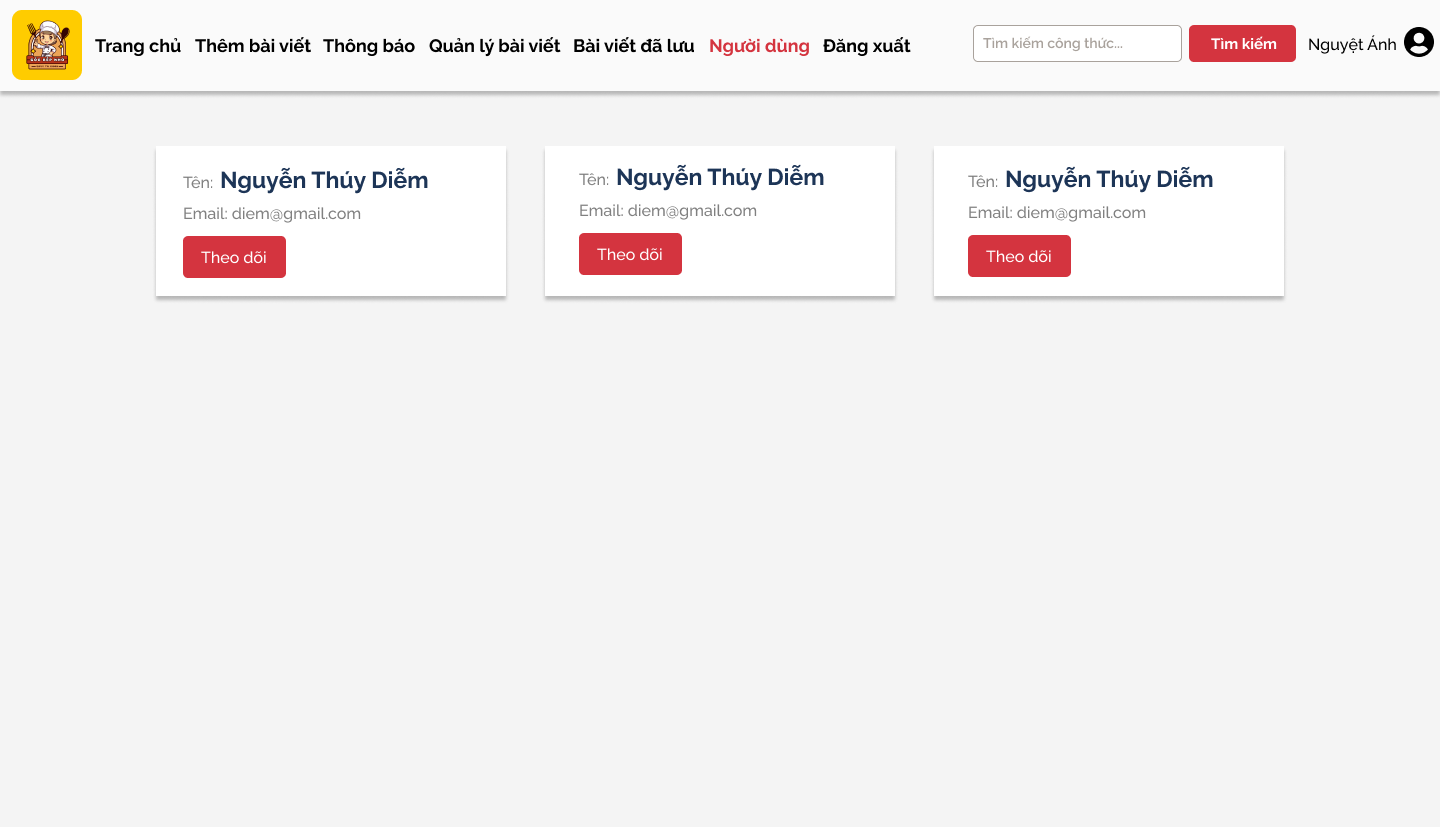 GÓC BẾP NHỎ
Trang chủ Thêm bài viết Thông báo Quản lý bài viết Bài viết đã lưu Người dùng Đăng xuất Tìm kiếm công thức... Tìm kiếm Nguyệt Ánh
Tên: Nguyễn Thúy Diễm
Email: diem@gmail.com
Theo dõi
Tên: Nguyễn Thúy Diễm
Email: diem@gmail.com
Theo dõi
Tên: Nguyễn Thúy Diễm
Email: diem@gmail.com
Theo dõi